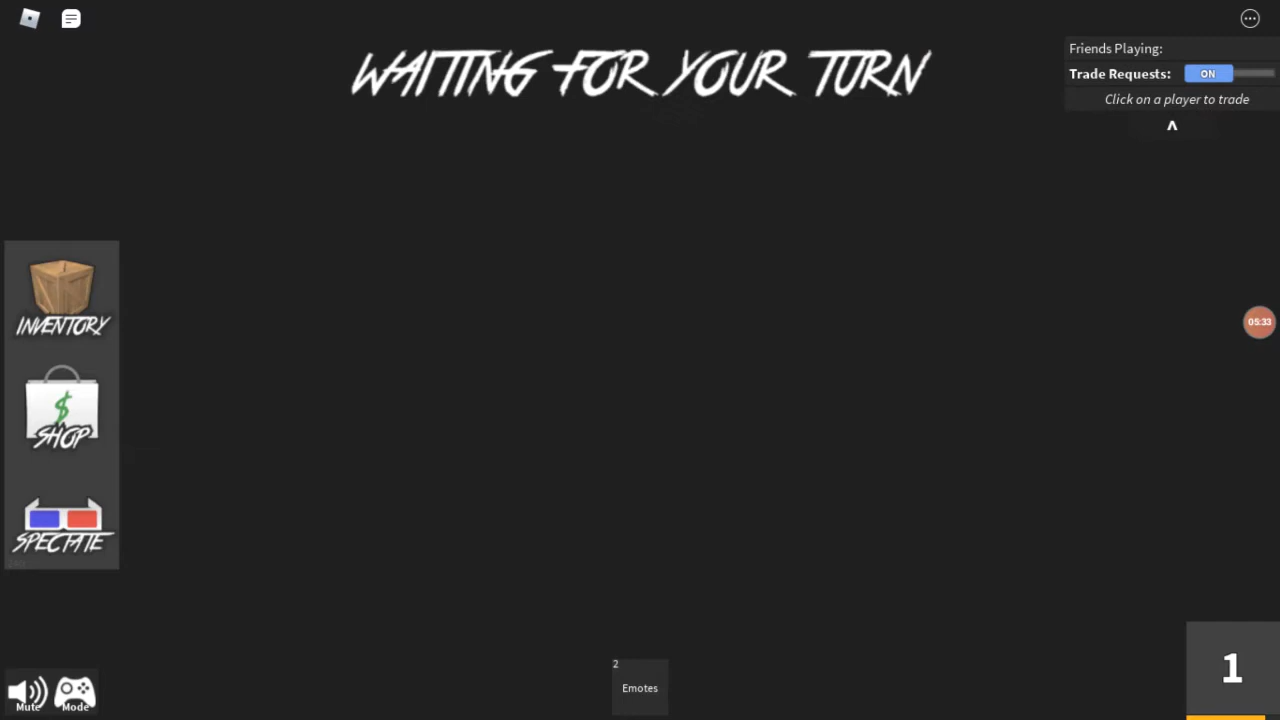 WAITING FOR YOUR TURN
Friends Playing:
Trade Requests: ON
Click on a player to trade
^
INVENTORY
05:33
$
SHOP
SPECTATE
2
Emotes
1
Mute
Mode